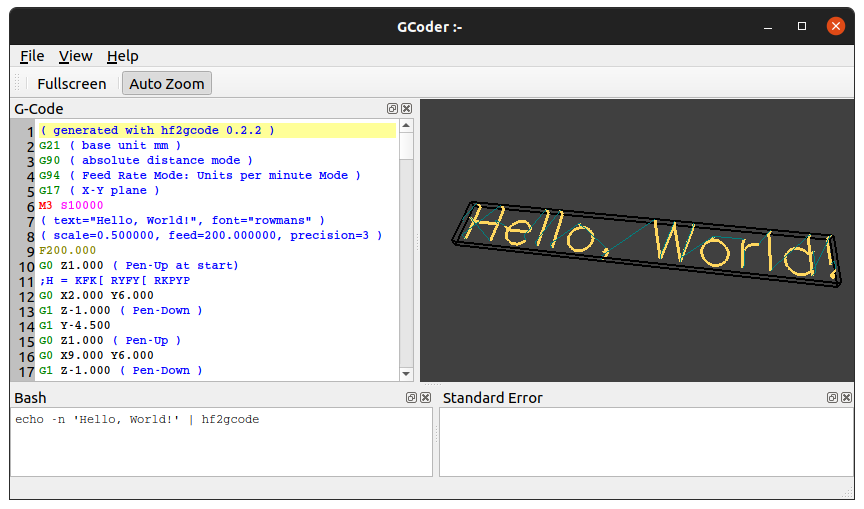 GCoder :-
File View Help
Fullscreen Auto Zoom
G-Code
1 ( generated with hf2gcode 0.2.2 )
2 G21 ( base unit mm )
3 G90 ( absolute distance mode )
4 G94 ( Feed Rate Mode: Units per minute Mode )
5 G17 ( X-Y plane )
6 M3 S10000
7 ( text="Hello, World!", font="rowmans" )
8 ( scale=0.500000, feed=200.000000, precision=3 )
9 F200.000
10 G0 Z1.000 ( Pen-Up at start)
11 ;H = KFK[ RYFY[ RKPYP
12 G0 X2.000 Y6.000
13 G1 Z-1.000 ( Pen-Down )
14 G1 Y-4.500
15 G0 Z1.000 ( Pen-Up )
16 G0 X9.000 Y6.000
17 G1 Z-1.000 ( Pen-Down )
Hello, World!
Bash
echo -n 'Hello, World!' | hf2gcode
Standard Error